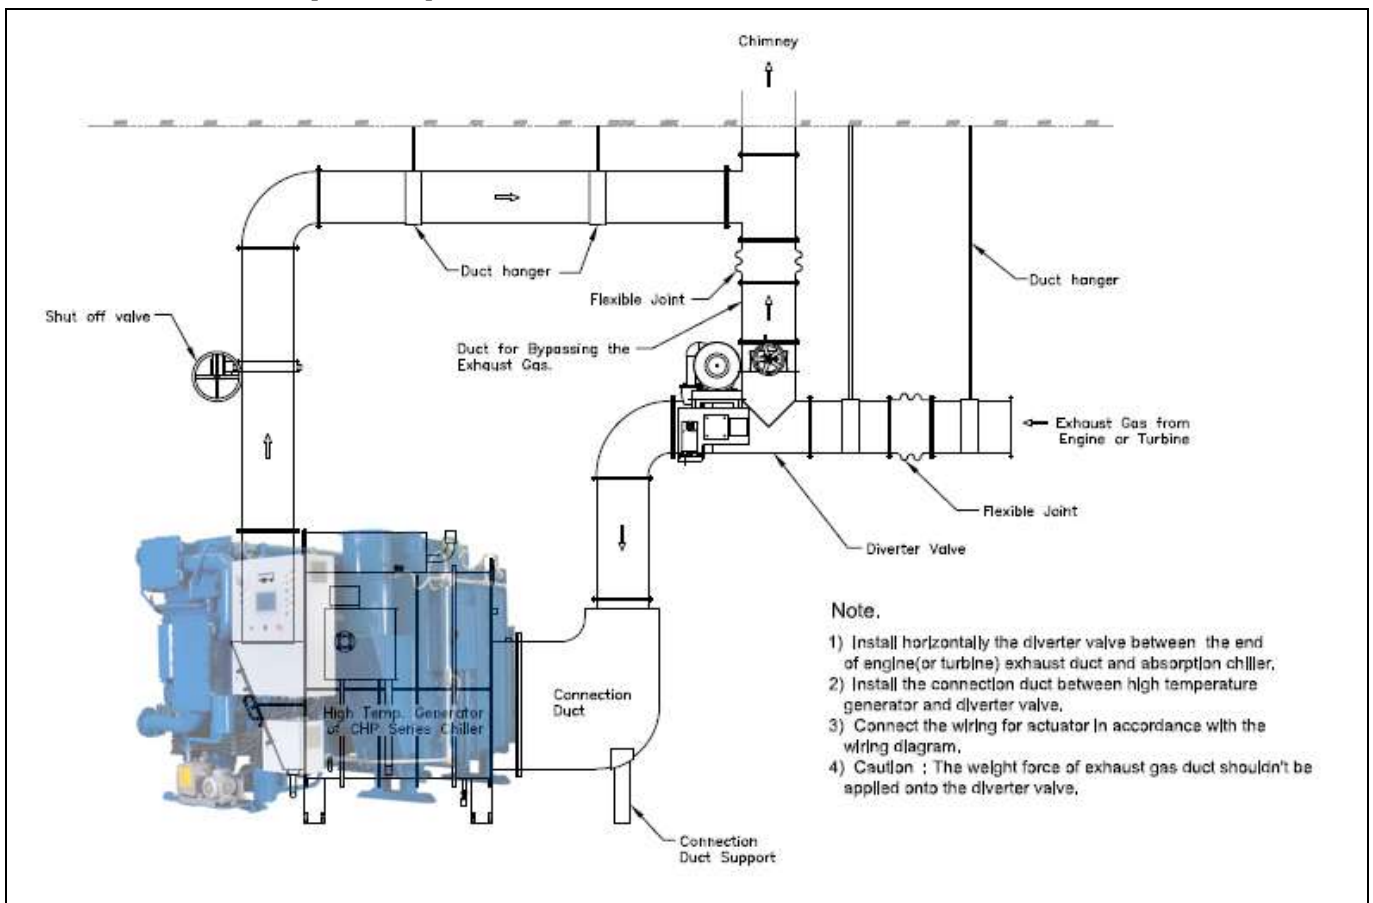 Chimney
Duct hanger
Duct hanger
Flexible Joint
Shut off valve
Duct for Bypassing the
Exhaust Gas.
Exhaust Gas from
Engine or Turbine
Flexible Joint
Diverter Valve
Note.
1) Install horizontally the diverter valve between the end
of engine(or turbine) exhaust duct and absorption chiller.
2) Install the connection duct between high temperature
generator and diverter valve.
3) Connect the wiring for actuator in accordance with the
wiring diagram.
4) Caution : The weight force of exhaust gas duct shouldn't be
applied onto the diverter valve.
Connection
Duct
High Temp. Generator
of CHP Series Chiller
Connection
Duct Support